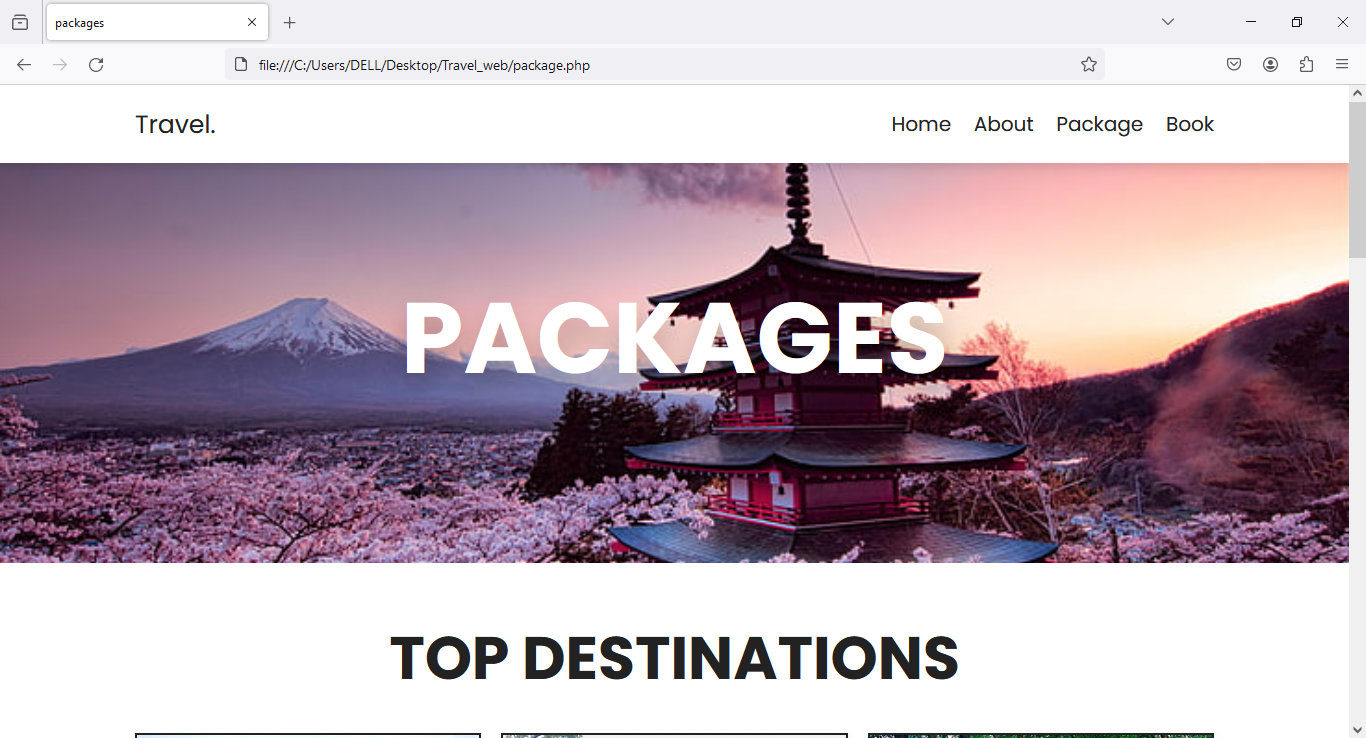 packages
file:///C:/Users/DELL/Desktop/Travel_web/package.php
Travel.
Home About Package Book
PACKAGES
TOP DESTINATIONS